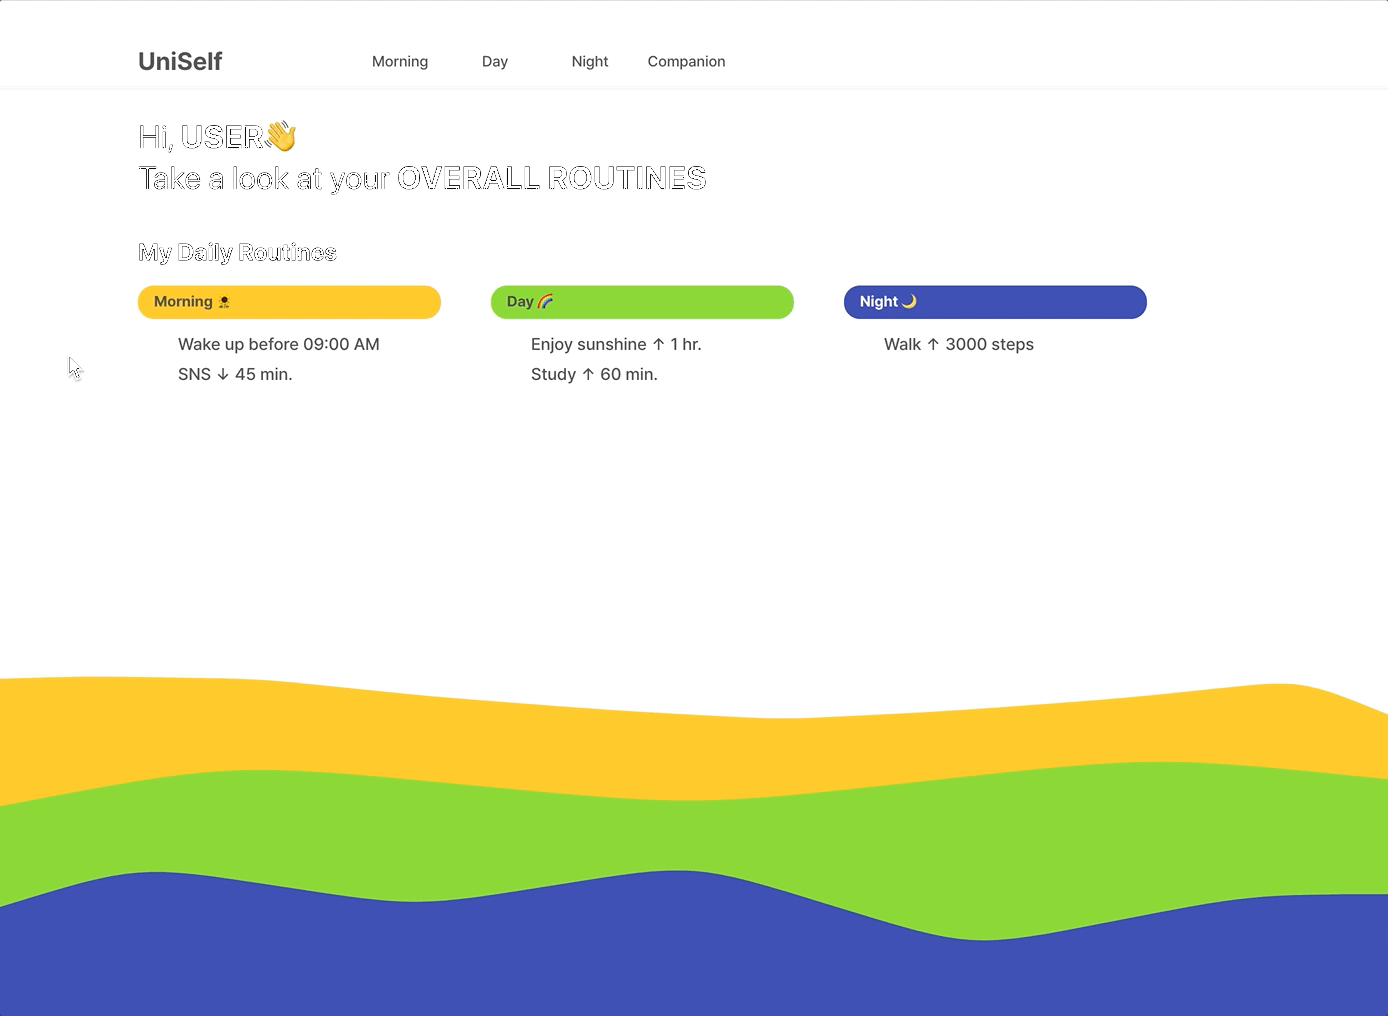 UniSelf Morning Day Night Companion
Hi, USER👋
Take a look at your OVERALL ROUTINES
My Daily Routines
Morning 🌻
Wake up before 09:00 AM
SNS ↓ 45 min.
Day 🌈
Enjoy sunshine ↑ 1 hr.
Study ↑ 60 min.
Night 🌙
Walk ↑ 3000 steps